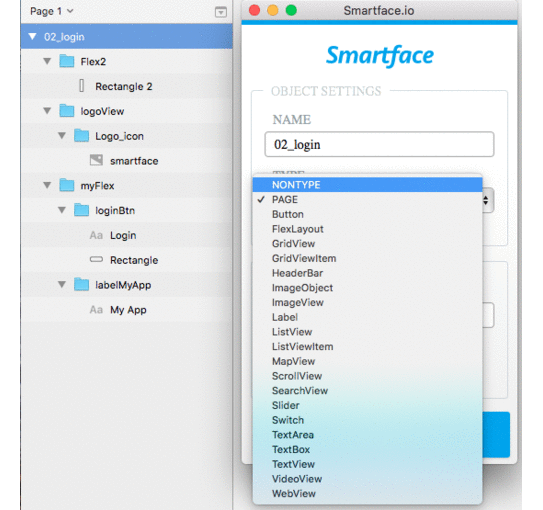 Page 1
02_login
Flex2
Rectangle 2
logoView
Logo_icon
smartface
myFlex
loginBtn
Aa Login
Rectangle
labelMyApp
Aa My App
Smartface.io
Smartface
OBJECT SETTINGS
NAME
02_login
TYPE
NONTYPE
✓ PAGE
Button
FlexLayout
GridView
GridViewItem
HeaderBar
ImageObject
ImageView
Label
ListView
ListViewItem
MapView
ScrollView
SearchView
Slider
Switch
TextArea
TextBox
TextView
VideoView
WebView